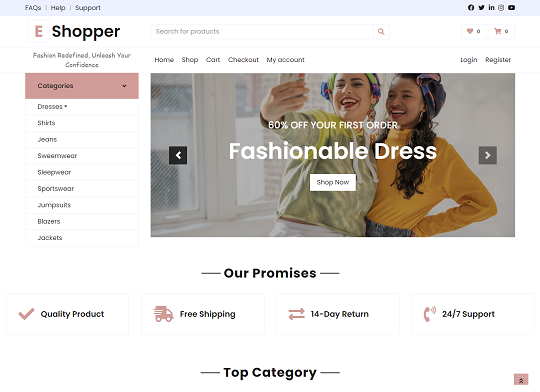 FAQs | Help | Support
E Shopper
Search for products
0
0
Fashion Redefined, Unleash Your
Confidence
Home Shop Cart Checkout My account
Login Register
Categories
Dresses
Shirts
Jeans
Swemwear
Sleepwear
Sportswear
Jumpsuits
Blazers
Jackets
60% OFF YOUR FIRST ORDER
Fashionable Dress
Shop Now
Our Promises
Quality Product
Free Shipping
14-Day Return
24/7 Support
Top Category